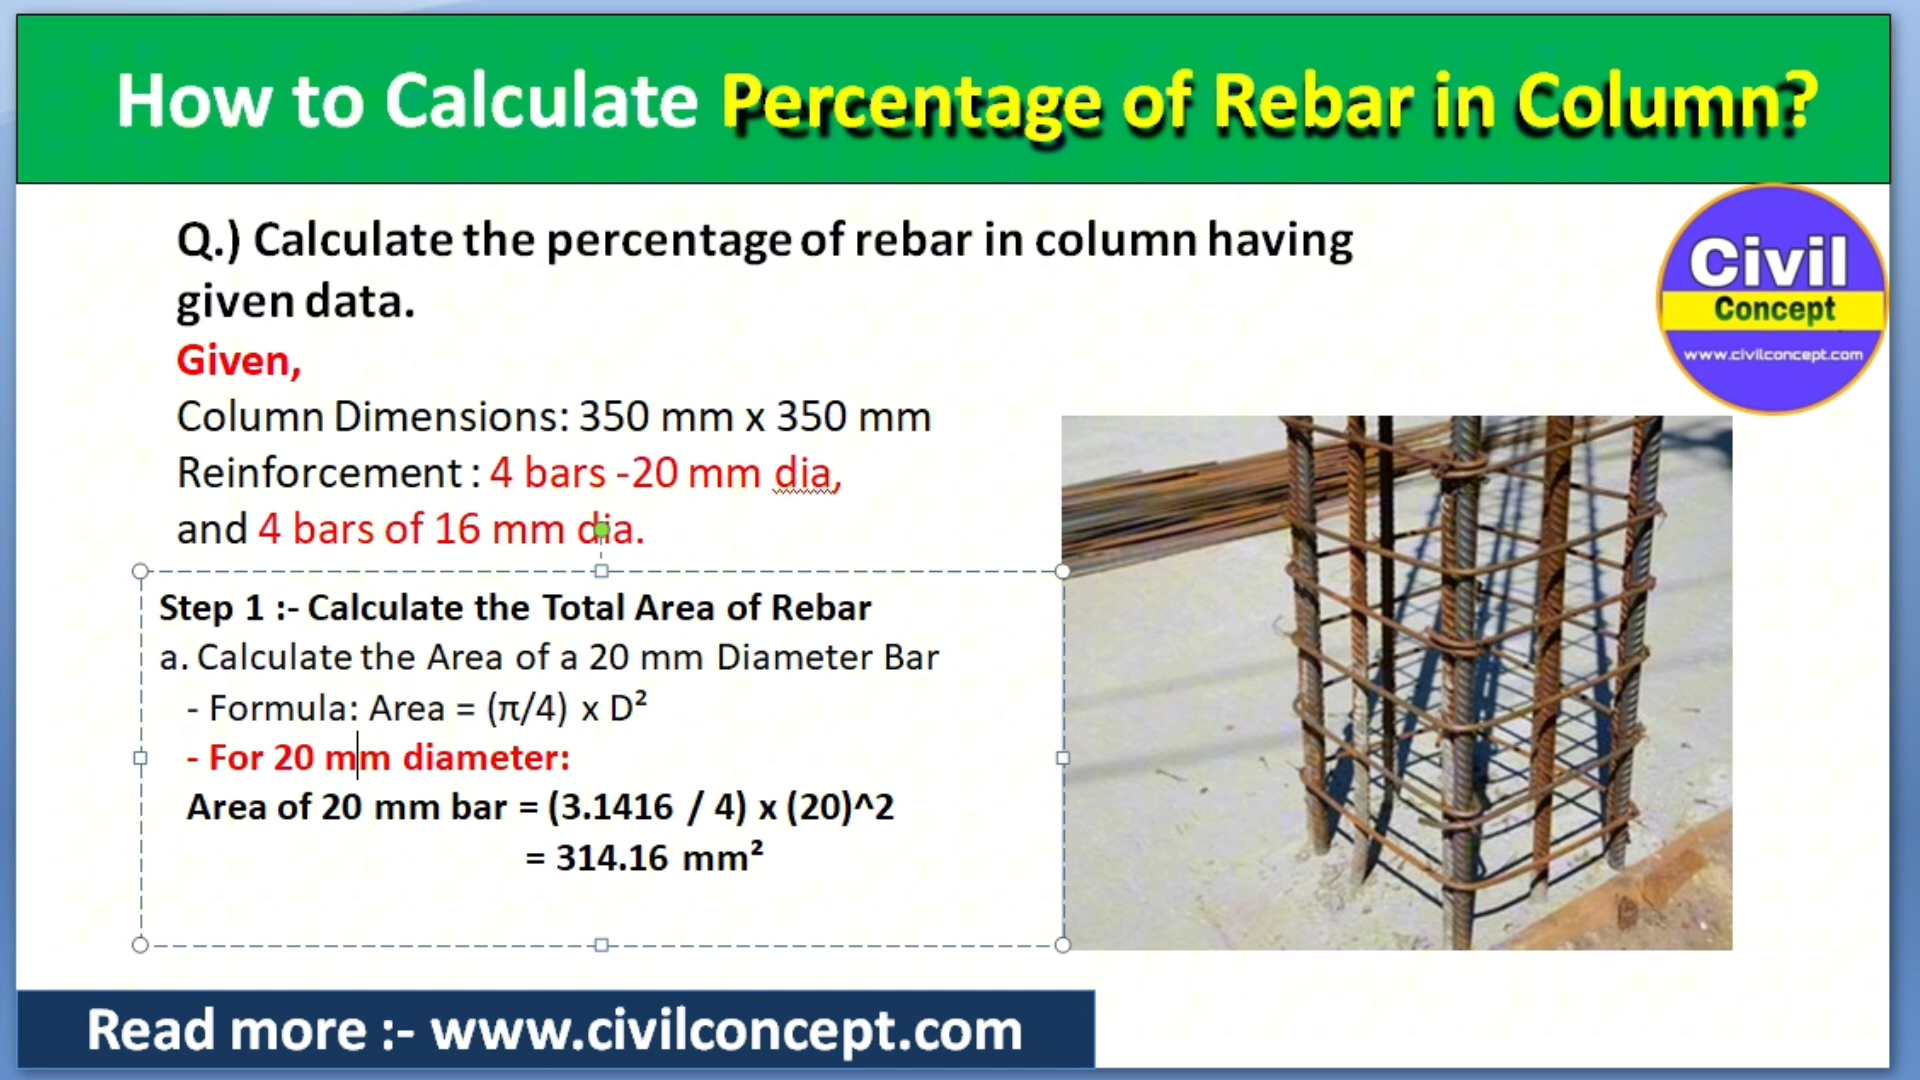 How to Calculate Percentage of Rebar in Column?
Civil
Concept
www.civilconcept.com
Q.) Calculate the percentage of rebar in column having
given data.
Given,
Column Dimensions: 350 mm x 350 mm
Reinforcement : 4 bars -20 mm dia,
and 4 bars of 16 mm dia.
Step 1 :- Calculate the Total Area of Rebar
a. Calculate the Area of a 20 mm Diameter Bar
- Formula: Area = (π/4) x D²
- For 20 mm diameter:
Area of 20 mm bar = (3.1416 / 4) x (20)^2
= 314.16 mm²
Read more :- www.civilconcept.com